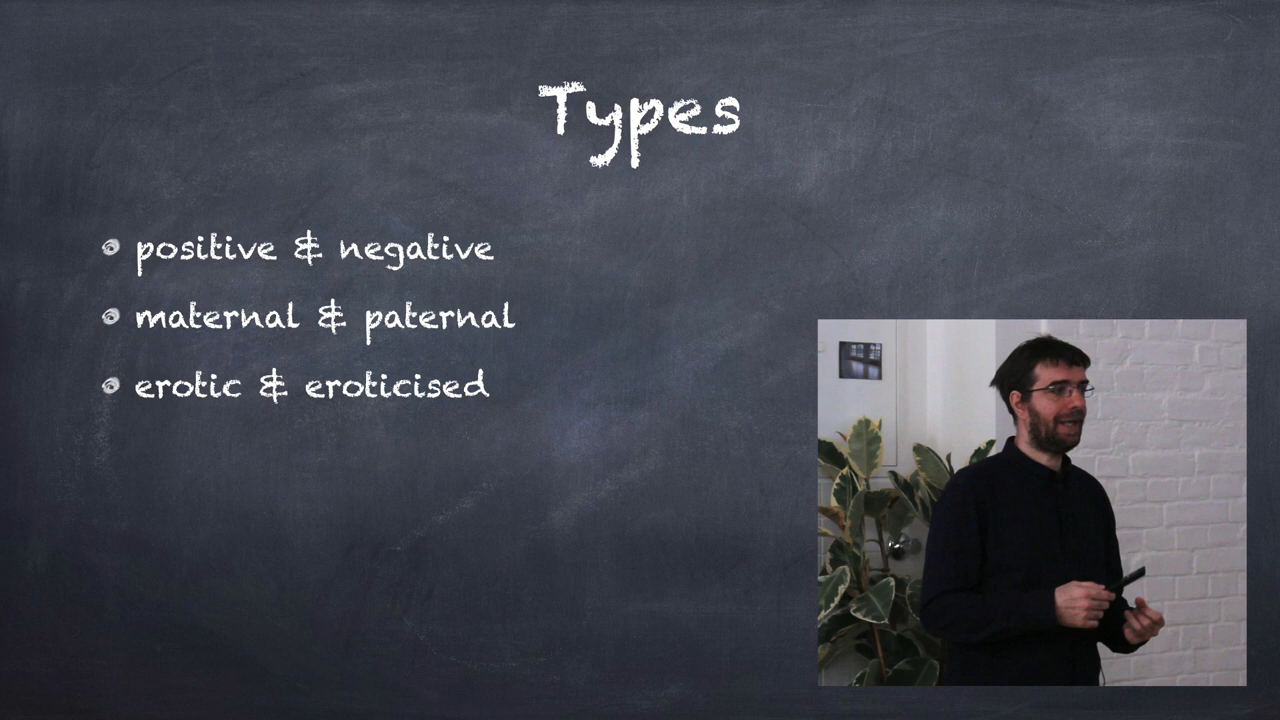 Types
positive & negative
maternal & paternal
erotic & eroticised